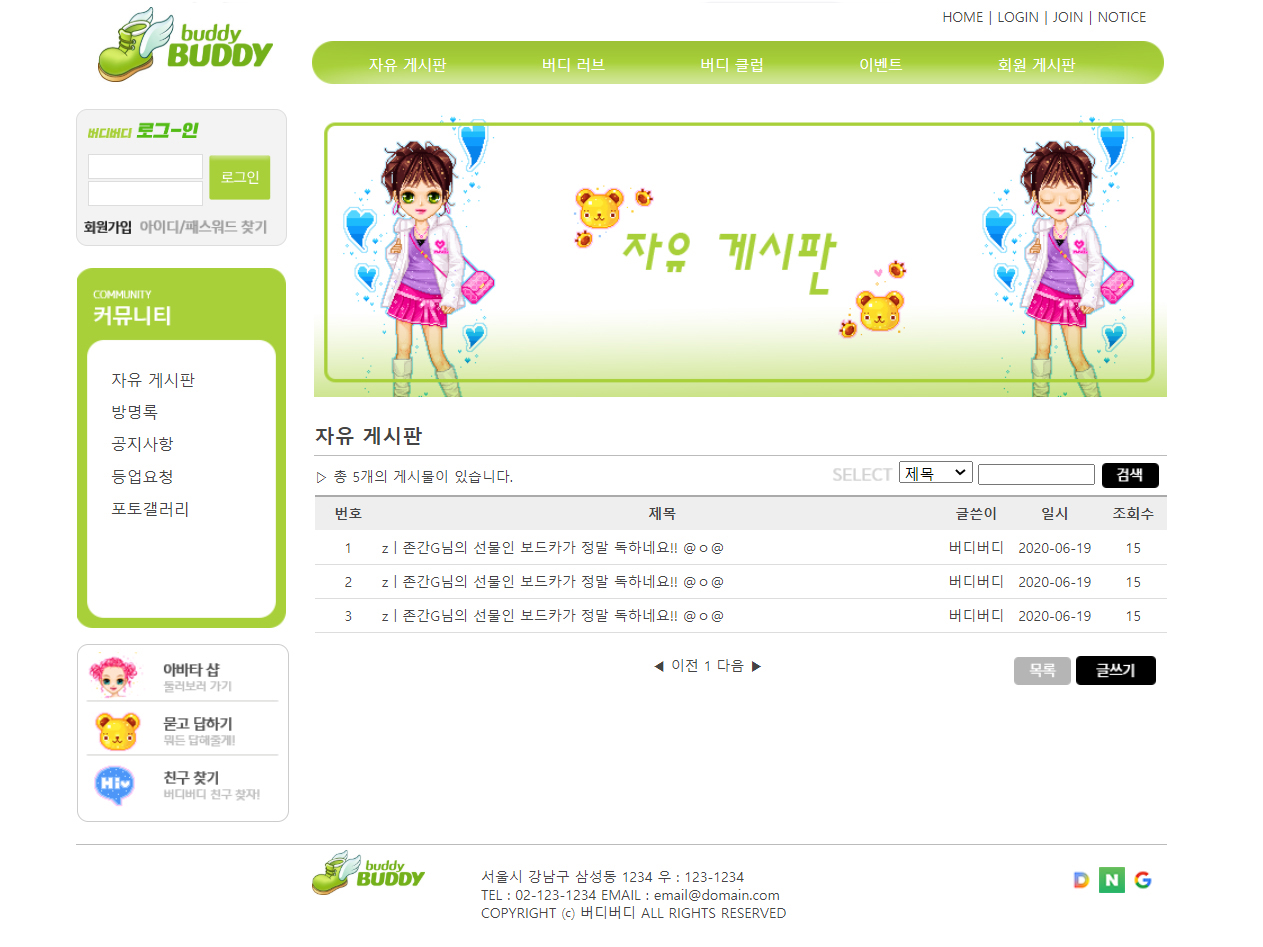 buddy
BUDDY
HOME | LOGIN | JOIN | NOTICE
자유 게시판 버디 러브 버디 클럽 이벤트 회원 게시판
버디버디 로그-인
로그인
회원가입 아이디/패스워드 찾기
COMMUNITY
커뮤니티
자유 게시판
방명록
공지사항
등업요청
포토갤러리
아바타 샵
둘러보러 가기
묻고 답하기
뭐든 답해줄게!
친구 찾기
버디버디 친구 찾자!
자유 게시판
자유 게시판
▷ 총 5개의 게시물이 있습니다.
SELECT 제목 검색
번호 제목 글쓴이 일시 조회수
1 zㅣ존간G님의 선물인 보드카가 정말 독하네요!! @ㅇ@ 버디버디 2020-06-19 15
2 zㅣ존간G님의 선물인 보드카가 정말 독하네요!! @ㅇ@ 버디버디 2020-06-19 15
3 zㅣ존간G님의 선물인 보드카가 정말 독하네요!! @ㅇ@ 버디버디 2020-06-19 15
◀ 이전 1 다음 ▶
목록 글쓰기
buddy
BUDDY
서울시 강남구 삼성동 1234 우 : 123-1234
TEL : 02-123-1234 EMAIL : email@domain.com
COPYRIGHT (c) 버디버디 ALL RIGHTS RESERVED
D N G
Hi